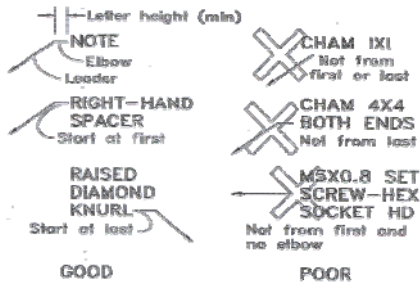 Letter height (min)
NOTE
Elbow
Leader
RIGHT-HAND
SPACER
Start at first
RAISED
DIAMOND
KNURL
Start at last
GOOD
CHAM 1X1
Not from
first or last
CHAM 4X4
BOTH ENDS
Not from last
M5X0.8 SET
SCREW-HEX
SOCKET HD
Not from first and
no elbow
POOR